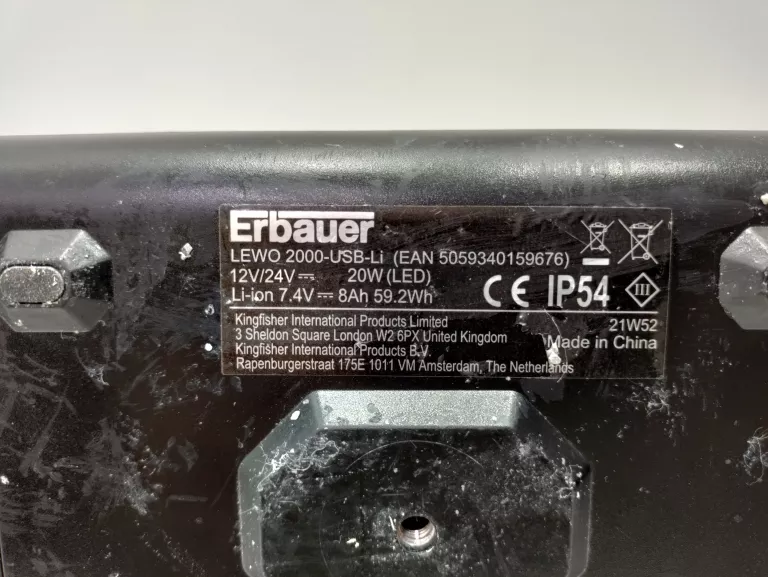 Erbauer
LEWO 2000-USB-Li (EAN 5059340159676)
12V/24V⎓ 20W (LED)
Li-ion 7.4V⎓ 8Ah 59.2Wh
CE IP54 III
Kingfisher International Products Limited
3 Sheldon Square London W2 6PX United Kingdom
Kingfisher International Products B.V.
Rapenburgerstraat 175E 1011 VM Amsterdam, The Netherlands
21W52
Made in China